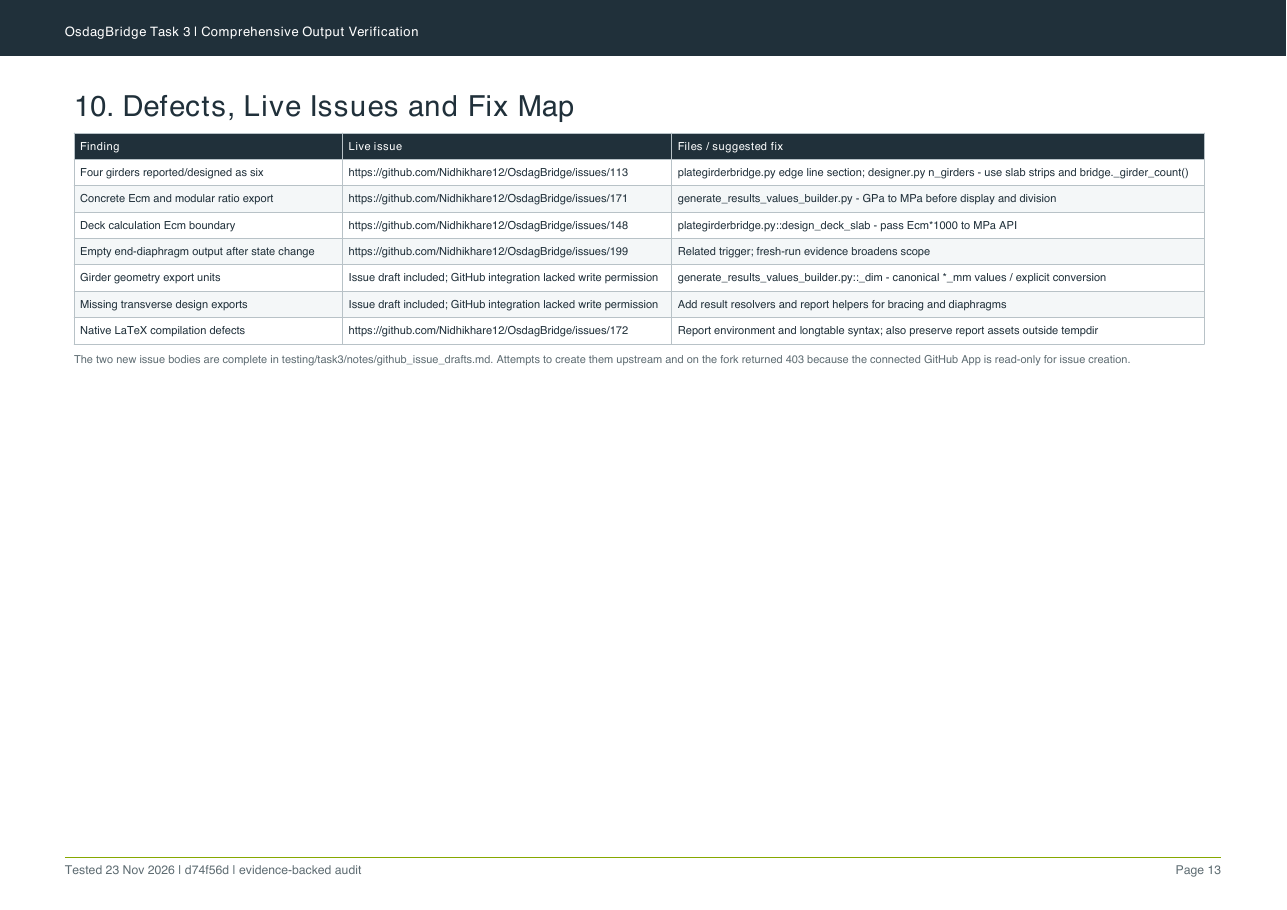 OsdagBridge Task 3 | Comprehensive Output Verification
10. Defects, Live Issues and Fix Map
Finding Live issue Files / suggested fix
Four girders reported/designed as six https://github.com/Nidhikhare12/OsdagBridge/issues/113 plategirderbridge.py edge line section; designer.py n_girders - use slab strips and bridge._girder_count()
Concrete Ecm and modular ratio export https://github.com/Nidhikhare12/OsdagBridge/issues/171 generate_results_values_builder.py - GPa to MPa before display and division
Deck calculation Ecm boundary https://github.com/Nidhikhare12/OsdagBridge/issues/148 plategirderbridge.py::design_deck_slab - pass Ecm*1000 to MPa API
Empty end-diaphragm output after state change https://github.com/Nidhikhare12/OsdagBridge/issues/199 Related trigger; fresh-run evidence broadens scope
Girder geometry export units Issue draft included; GitHub integration lacked write permission generate_results_values_builder.py::_dim - canonical *_mm values / explicit conversion
Missing transverse design exports Issue draft included; GitHub integration lacked write permission Add result resolvers and report helpers for bracing and diaphragms
Native LaTeX compilation defects https://github.com/Nidhikhare12/OsdagBridge/issues/172 Report environment and longtable syntax; also preserve report assets outside tempdir
The two new issue bodies are complete in testing/task3/notes/github_issue_drafts.md. Attempts to create them upstream and on the fork returned 403 because the connected GitHub App is read-only for issue creation.
Tested 23 Nov 2026 | d74f56d | evidence-backed audit Page 13